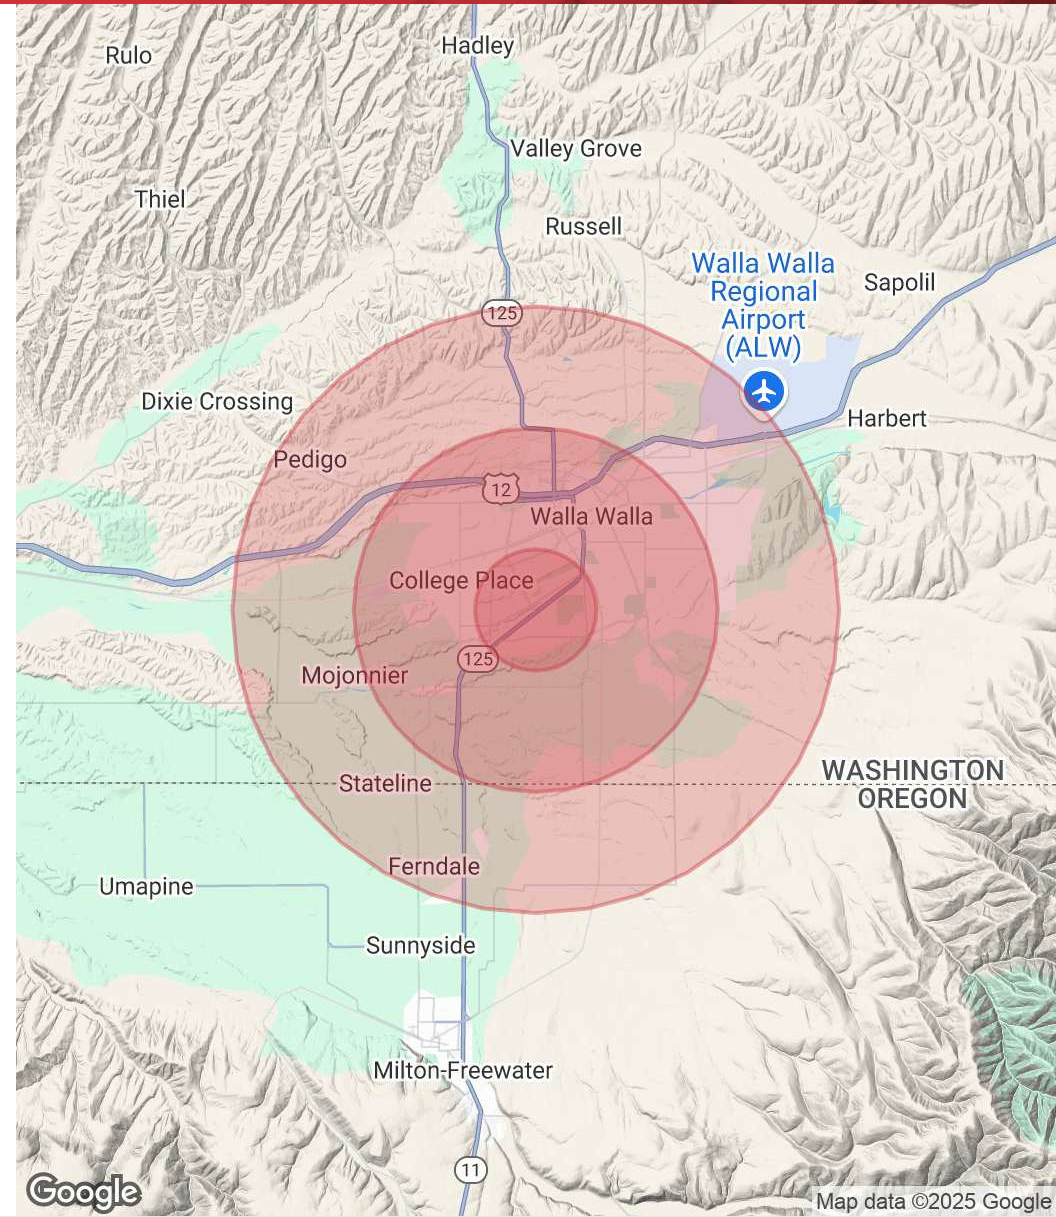 Hadley
Rulo
Valley Grove
Thiel
Russell
Walla Walla
Regional
Airport
(ALW)
Sapolil
125
Dixie Crossing
Harbert
Pedigo
12
Walla Walla
College Place
125
Mojonnier
WASHINGTON
OREGON
Stateline
Ferndale
Umapine
Sunnyside
Milton-Freewater
11
Google
Map data ©2025 Google